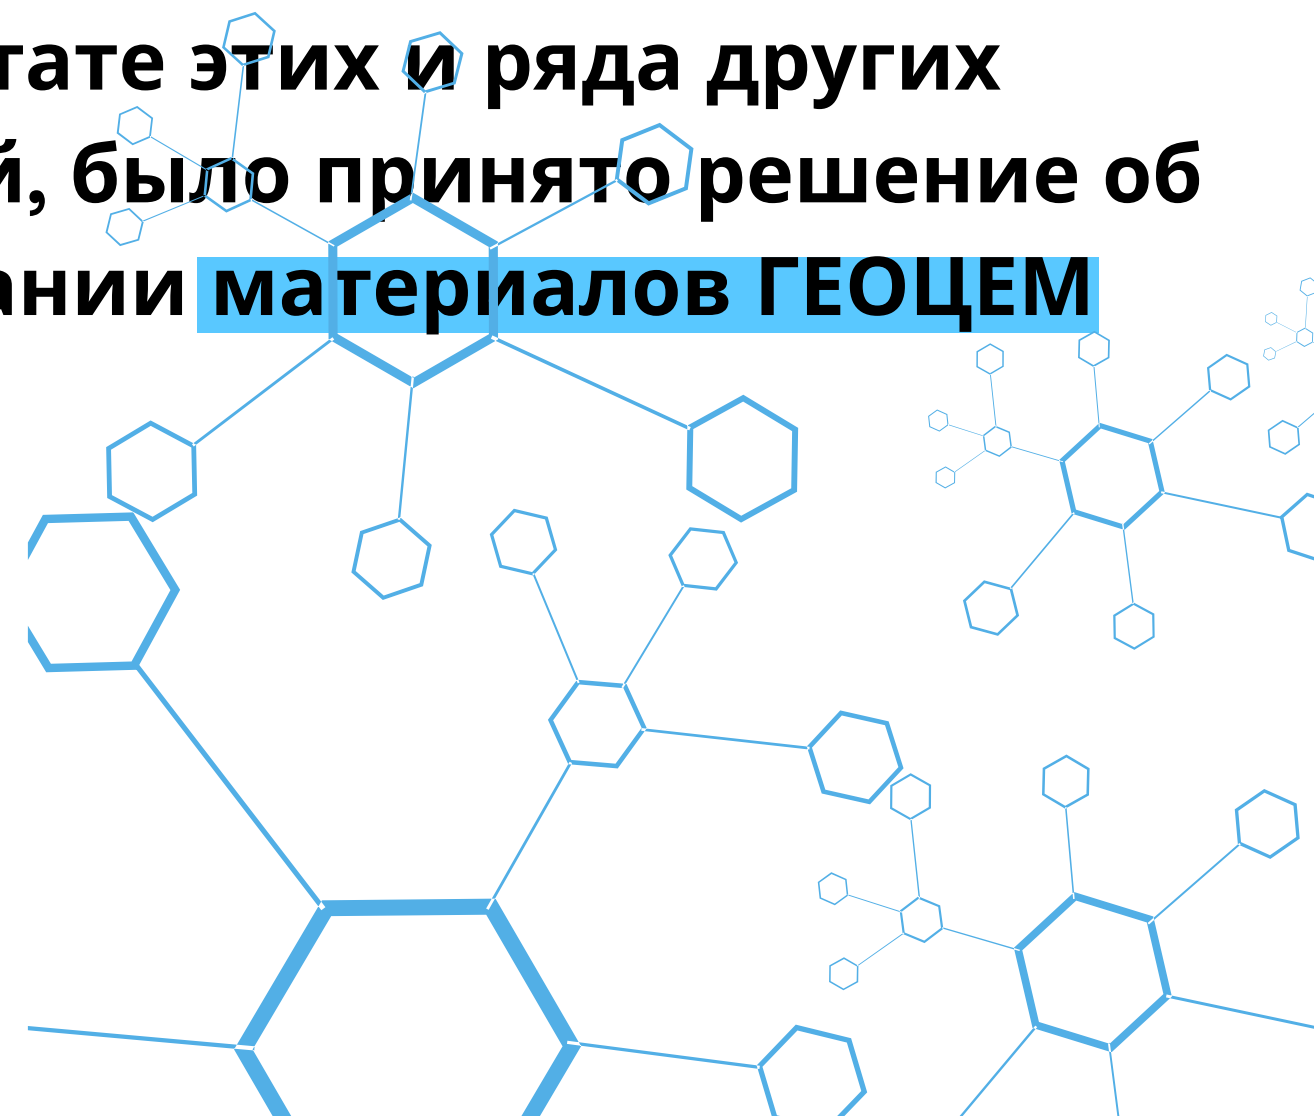 тате этих и ряда других
й, было принято решение об
ании материалов ГЕОЦЕМ